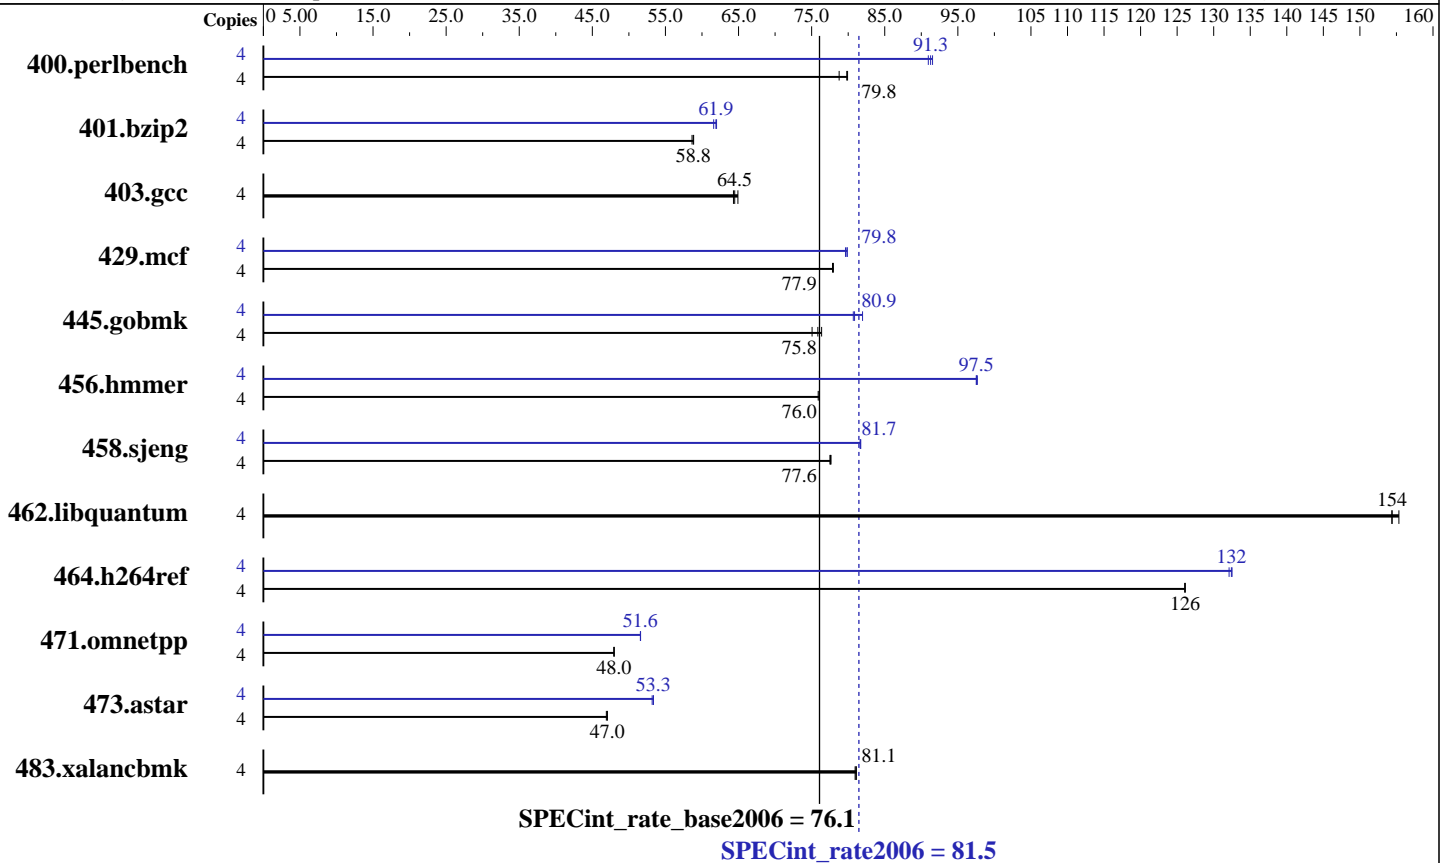 Copies 0 5.00 15.0 25.0 35.0 45.0 55.0 65.0 75.0 85.0 95.0 105 110 115 120 125 130 135 140 145 150 160
400.perlbench 4 91.3
4 79.8
401.bzip2 4 61.9
4 58.8
403.gcc 4 64.5
429.mcf 4 79.8
4 77.9
445.gobmk 4 80.9
4 75.8
456.hmmer 4 97.5
4 76.0
458.sjeng 4 81.7
4 77.6
462.libquantum 4 154
464.h264ref 4 132
4 126
471.omnetpp 4 51.6
4 48.0
473.astar 4 53.3
4 47.0
483.xalancbmk 4 81.1
SPECint_rate_base2006 = 76.1
SPECint_rate2006 = 81.5